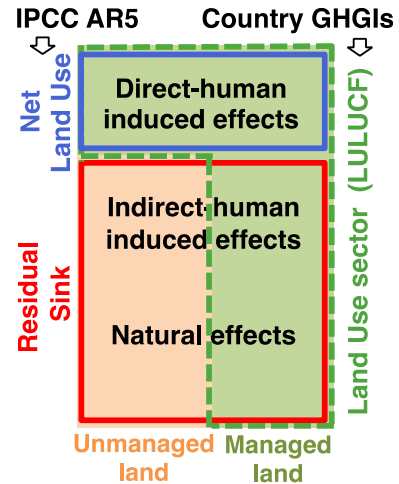 IPCC AR5
Country GHGIs
Net
Land Use
Direct-human
induced effects
Indirect-human
induced effects
Natural effects
Residual
Sink
Land Use sector (LULUCF)
Unmanaged
land
Managed
land